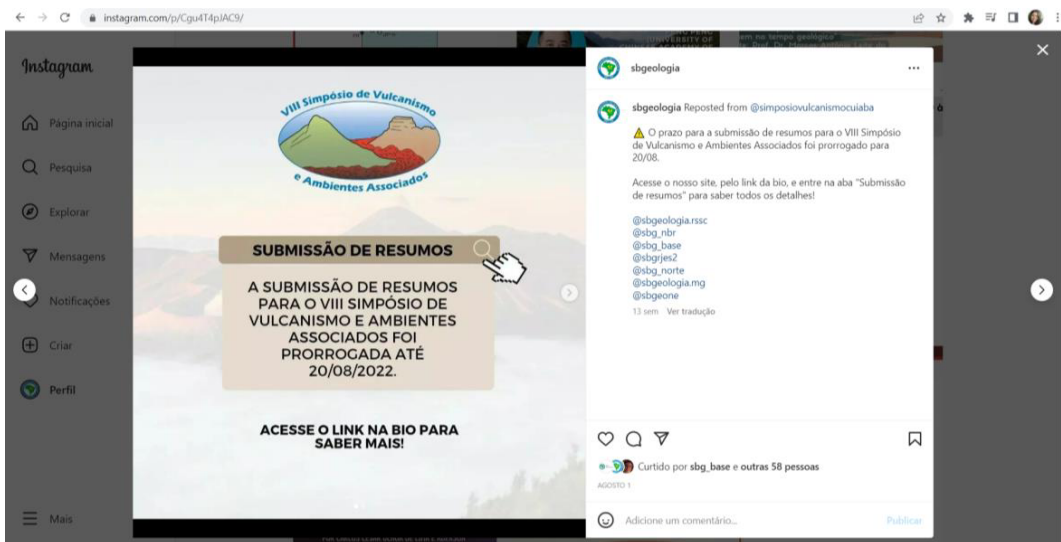 instagram.com/p/Cgu4T4pJAC9/
Instagram
Página inicial
Pesquisa
Explorar
Mensagens
Notificações
Criar
Perfil
Mais
VIII Simpósio de Vulcanismo
e Ambientes Associados
SUBMISSÃO DE RESUMOS
A SUBMISSÃO DE RESUMOS
PARA O VIII SIMPÓSIO DE
VULCANISMO E AMBIENTES
ASSOCIADOS FOI
PRORROGADA ATÉ
20/08/2022.
ACESSE O LINK NA BIO PARA
SABER MAIS!
sbgeologia
sbgeologia Reposted from @simposiovulcanismocuiaba
O prazo para a submissão de resumos para o VIII Simpósio
de Vulcanismo e Ambientes Associados foi prorrogado para
20/08.
Acesse o nosso site, pelo link da bio, e entre na aba "Submissão
de resumos" para saber todos os detalhes!
@sbgeologia.rssc
@sbg_nbr
@sbg_base
@sbgrjes2
@sbg_norte
@sbgeologia.mg
@sbgeone
13 sem Ver tradução
Curtido por sbg_base e outras 58 pessoas
AGOSTO 1
Adicione um comentário...
Publicar